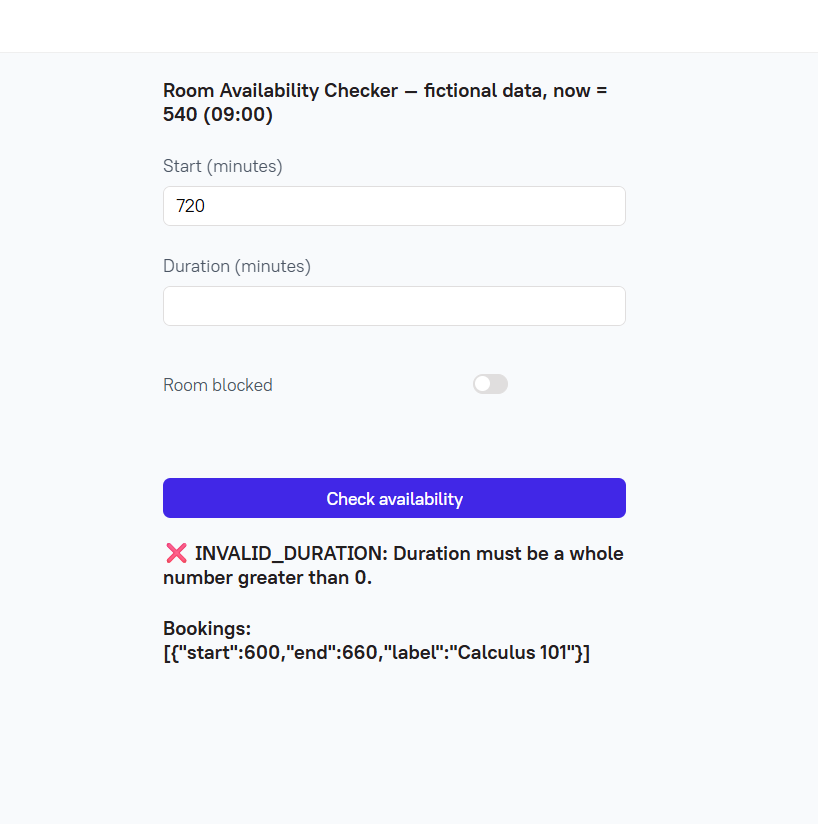 Room Availability Checker — fictional data, now =
540 (09:00)
Start (minutes)
720
Duration (minutes)
Room blocked
Check availability
❌ INVALID_DURATION: Duration must be a whole
number greater than 0.
Bookings:
[{"start":600,"end":660,"label":"Calculus 101"}]